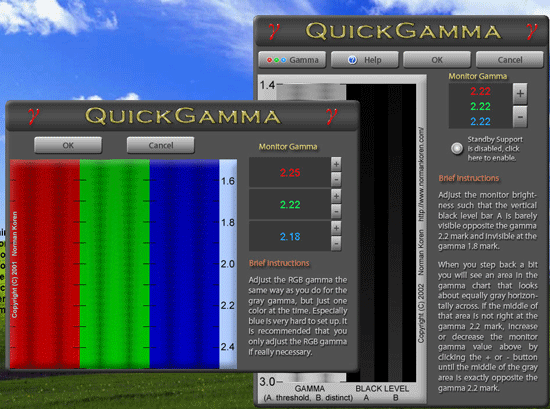 QUICKGAMMA
Gamma
Help
OK
Cancel
1.4
Monitor Gamma
2.22
+
2.22
-
2.22
Standby Support
is disabled, click
here to enable.
Brief Instructions
Adjust the monitor bright-
ness such that the vertical
black level bar A is barely
visible opposite the gamma
2.2 mark and invisible at the
gamma 1.8 mark.
When you step back a bit
you will see an area in the
gamma chart that looks
about equally gray horizon-
tally across. If the middle of
that area is not right at the
gamma 2.2 mark, increase
or decrease the monitor
gamma value above by
clicking the + or - button
until the middle of the gray
area is exactly opposite the
gamma 2.2 mark.
Copyright (C) 2002 Norman Koren http://www.normankoren.com/
3.0
GAMMA
BLACK LEVEL
(A. threshold, B. distinct)
A B
QUICKGAMMA
OK
Cancel
Monitor Gamma
2.25
+
-
2.22
+
-
2.18
+
-
Brief Instructions
Adjust the RGB gamma the
same way as you do for the
gray gamma, but just one
color at the time. Especially
blue is very hard to set up. It
is recommended that you
only adjust the RGB gamma
if really necessary.
1.6
1.8
2.0
2.2
2.4
Copyright (C) 2001 Norman Koren